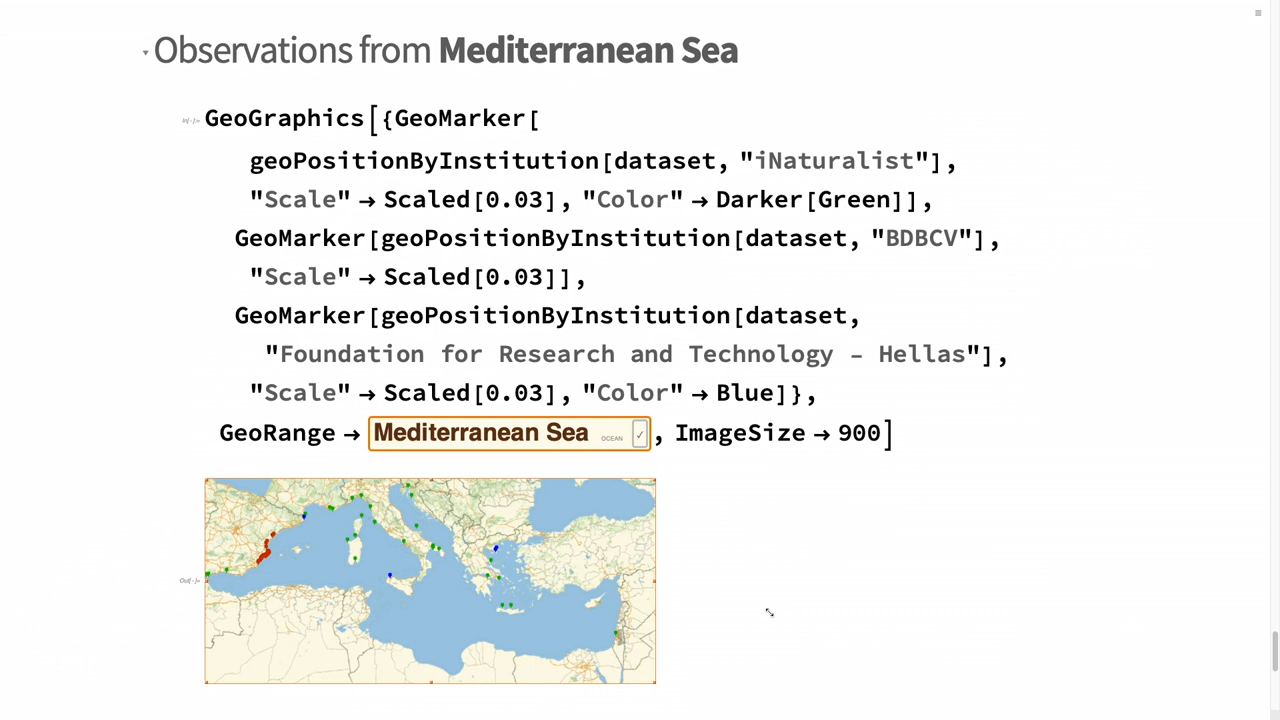 Observations from Mediterranean Sea
In[·]:= GeoGraphics[{GeoMarker[
geoPositionByInstitution[dataset, "iNaturalist"],
"Scale" → Scaled[0.03], "Color" → Darker[Green]],
GeoMarker[geoPositionByInstitution[dataset, "BDBCV"],
"Scale" → Scaled[0.03]],
GeoMarker[geoPositionByInstitution[dataset,
"Foundation for Research and Technology – Hellas"],
"Scale" → Scaled[0.03], "Color" → Blue]},
GeoRange → Mediterranean Sea OCEAN ✓, ImageSize → 900]
Out[·]=